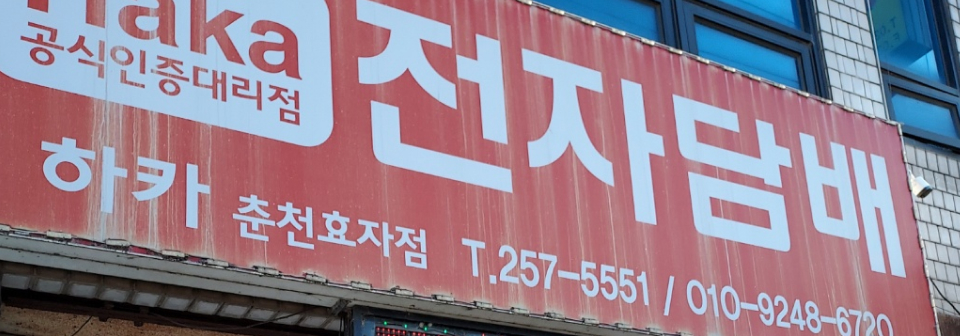 haka
공식인증대리점
전자담배
하카 춘천효자점 T.257-5551 / 010-9248-6720